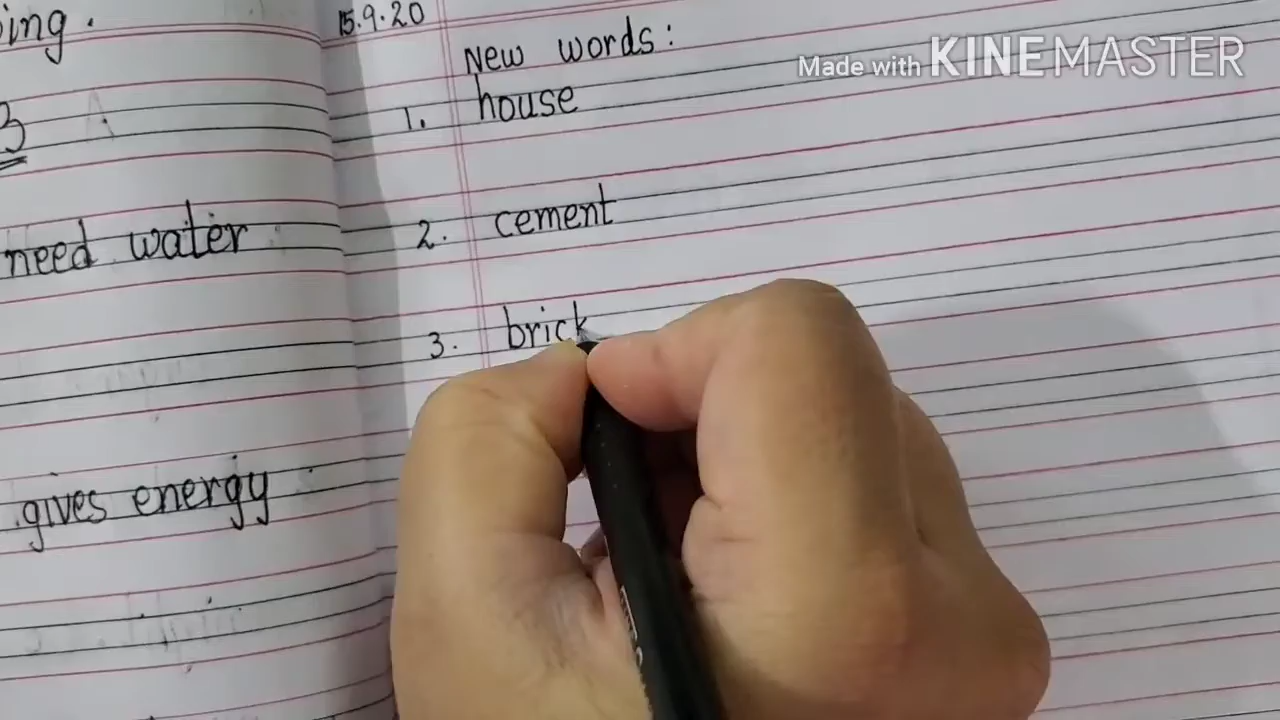 ing.
3
need water
gives energy
15.9.20
New words:
1. house
2. cement
3. brick
Made with KINEMASTER